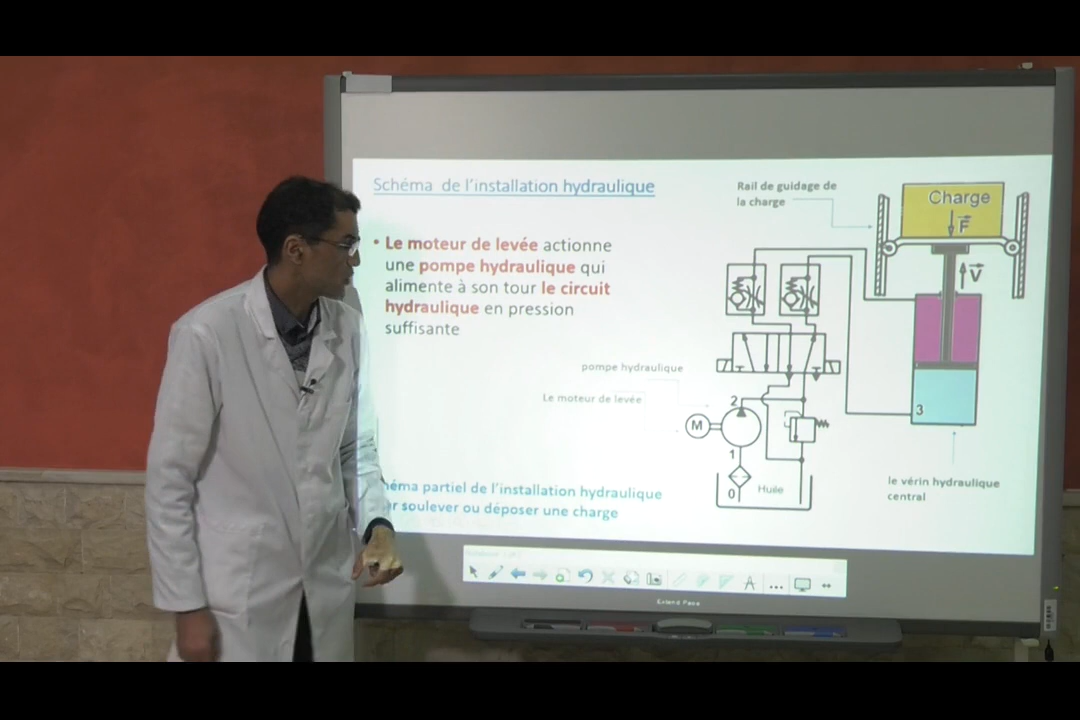 Schéma de l'installation hydraulique
• Le moteur de levée actionne
une pompe hydraulique qui
alimente à son tour le circuit
hydraulique en pression
suffisante
pompe hydraulique
Le moteur de levée
éma partiel de l'installation hydraulique
r soulever ou déposer une charge
Rail de guidage de
la charge
Charge
F
V
2
M
1
0
Huile
3
le vérin hydraulique
central